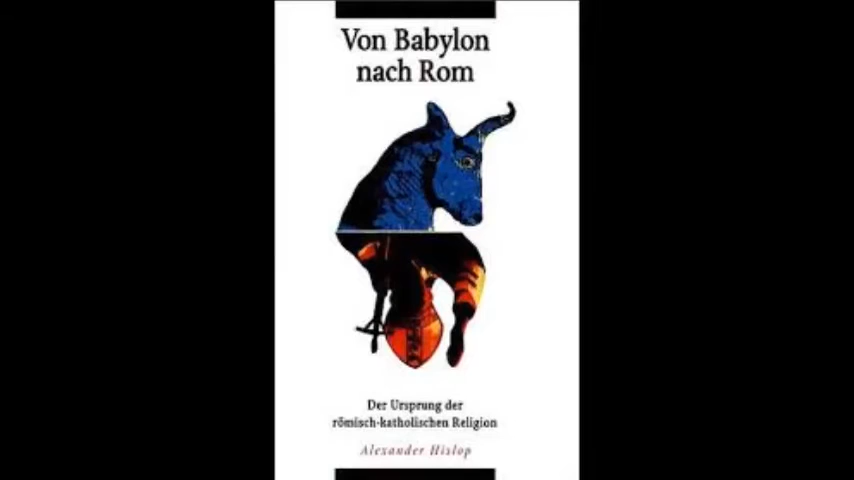 Von Babylon
nach Rom
Der Ursprung der
römisch-katholischen Religion
Alexander Hislop